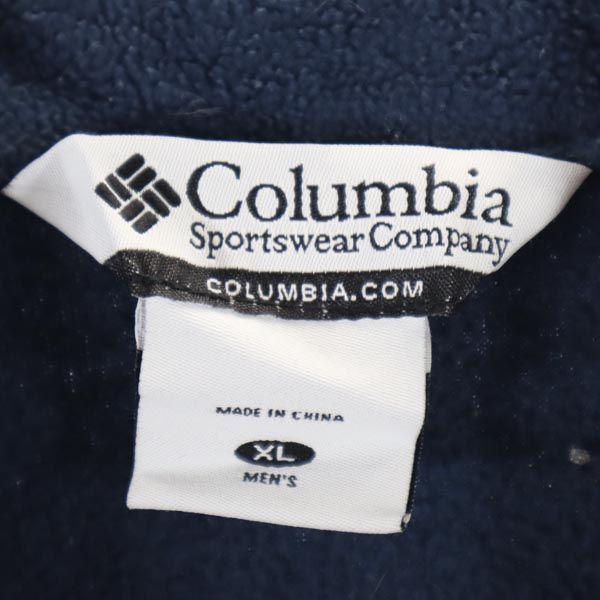 Columbia
Sportswear Company
COLUMBIA.COM
MADE IN CHINA
XL
MEN'S